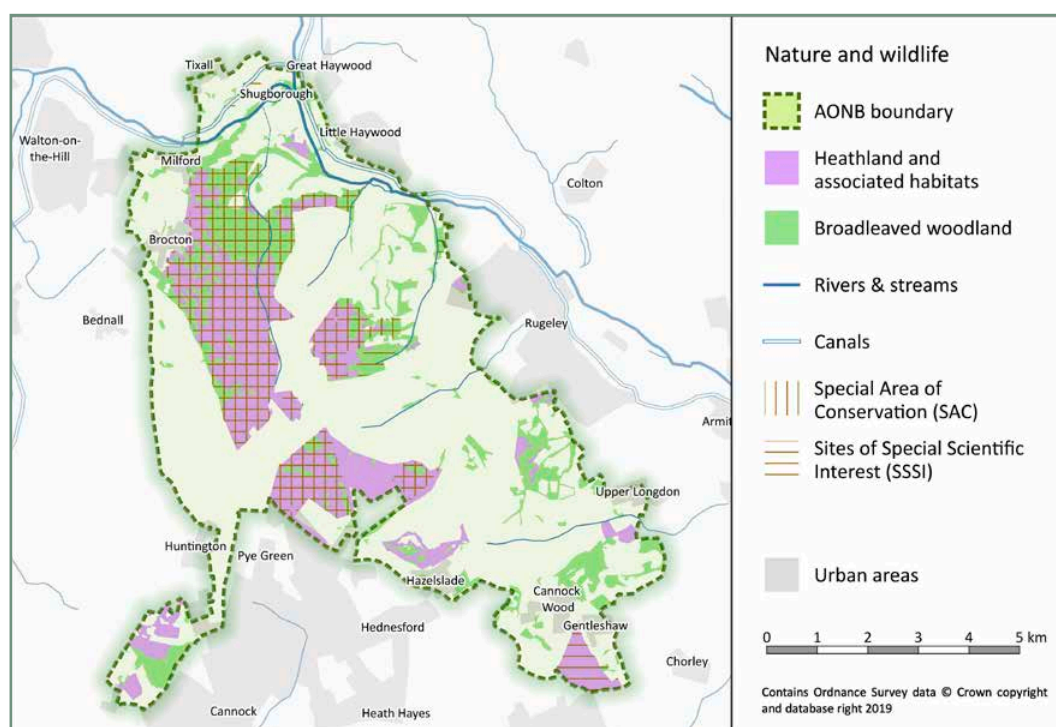 Tixall
Great Haywood
Shugborough
Little Haywood
Walton-on-
the-Hill
Milford
Colton
Brocton
Bednall
Rugeley
Armit
Upper Longdon
Huntington
Pye Green
Hazelslade
Cannock
Wood
Gentleshaw
Hednesford
Chorley
Cannock
Heath Hayes
Nature and wildlife
AONB boundary
Heathland and
associated habitats
Broadleaved woodland
Rivers & streams
Canals
Special Area of
Conservation (SAC)
Sites of Special Scientific
Interest (SSSI)
Urban areas
0 1 2 3 4 5 km
Contains Ordnance Survey data © Crown copyright
and database right 2019